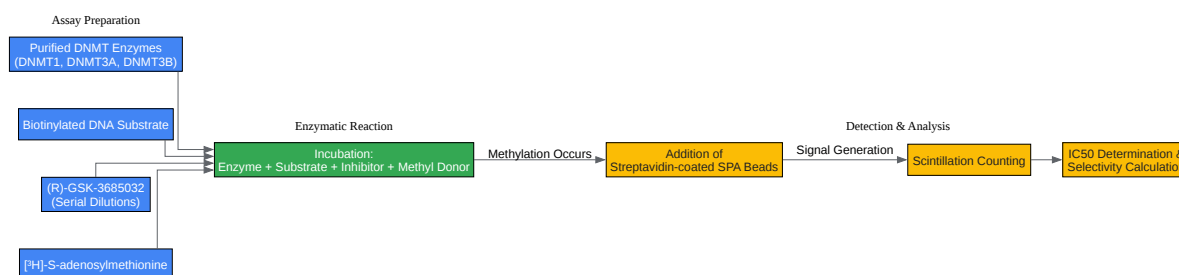 Assay Preparation
Purified DNMT Enzymes
(DNMT1, DNMT3A, DNMT3B)
Biotinylated DNA Substrate
(R)-GSK-3685032
(Serial Dilutions)
[³H]-S-adenosylmethionine
Enzymatic Reaction
Incubation:
Enzyme + Substrate + Inhibitor + Methyl Donor
Methylation Occurs
Detection & Analysis
Addition of
Streptavidin-coated SPA Beads
Signal Generation
Scintillation Counting
IC50 Determination &
Selectivity Calculation